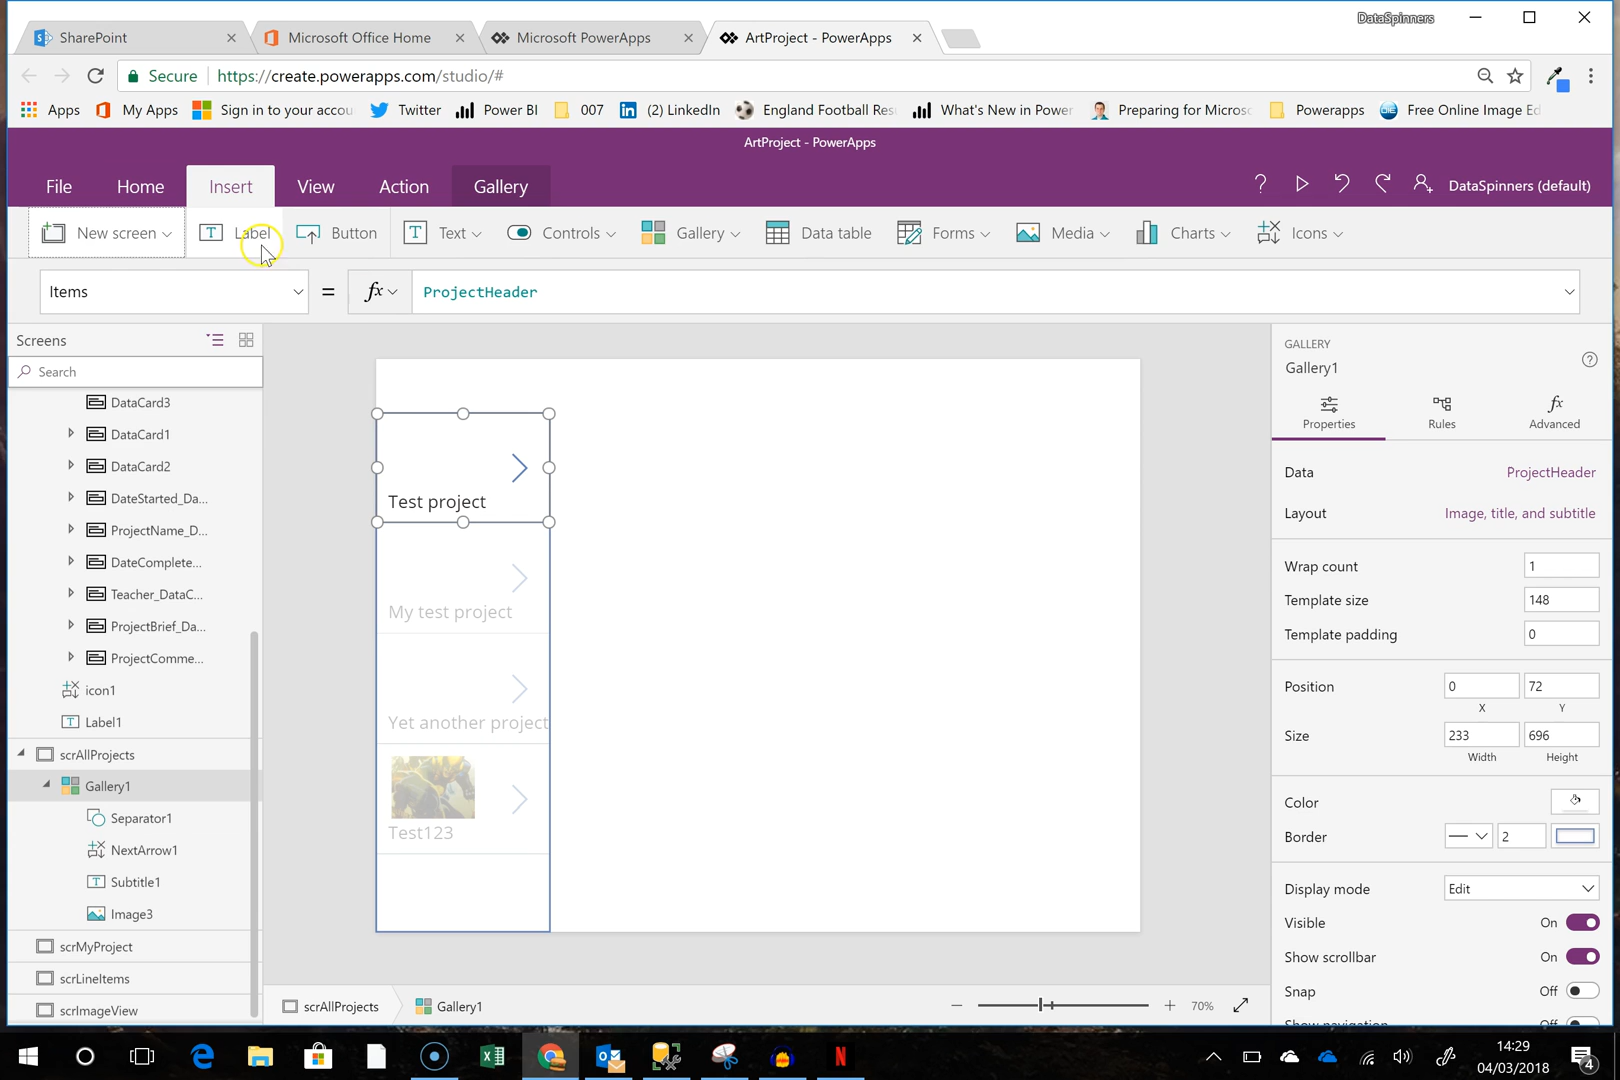 DataSpinners
SharePoint
Microsoft Office Home
Microsoft PowerApps
ArtProject - PowerApps
Secure
https://create.powerapps.com/studio/#
Apps
My Apps
Sign in to your accou
Twitter
Power BI
007
(2) LinkedIn
England Football Res
What's New in Power
Preparing for Micros
Powerapps
Free Online Image Ed
ArtProject - PowerApps
File
Home
Insert
View
Action
Gallery
DataSpinners (default)
New screen
Label
Button
Text
Controls
Gallery
Data table
Forms
Media
Charts
Icons
Items
=
fx
ProjectHeader
Screens
Search
DataCard3
DataCard1
DataCard2
DateStarted_Da...
ProjectName_D...
DateComplete...
Teacher_DataC...
ProjectBrief_Da...
ProjectComme...
icon1
Label1
scrAllProjects
Gallery1
Separator1
NextArrow1
Subtitle1
Image3
scrMyProject
scrLineItems
scrImageView
Test project
My test project
Yet another project
Test123
scrAllProjects
Gallery1
70%
GALLERY
Gallery1
Properties
Rules
Advanced
Data
ProjectHeader
Layout
Image, title, and subtitle
Wrap count
1
Template size
148
Template padding
0
Position
0
72
X
Y
Size
233
696
Width
Height
Color
Border
2
Display mode
Edit
Visible
On
Show scrollbar
On
Snap
Off
Show navigation
14:29
04/03/2018
4